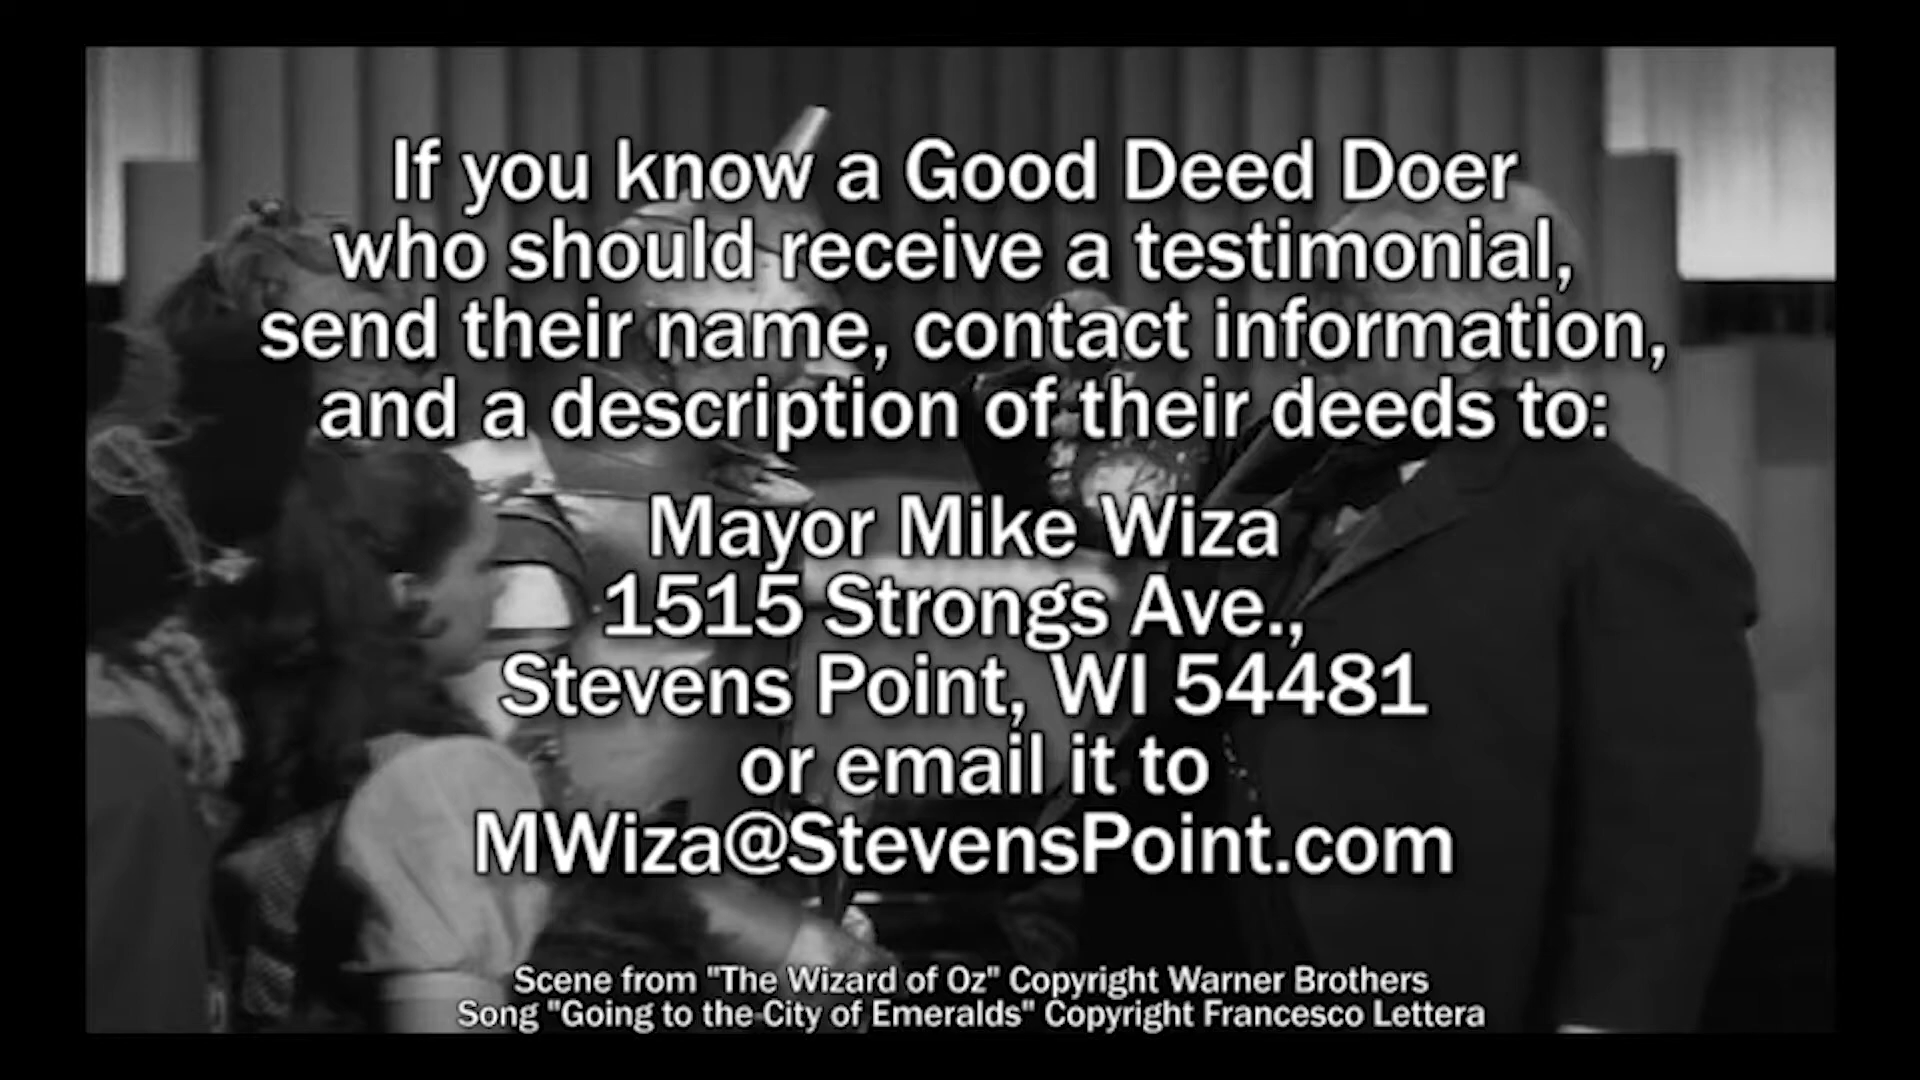 If you know a Good Deed Doer
who should receive a testimonial,
send their name, contact information,
and a description of their deeds to:
Mayor Mike Wiza
1515 Strongs Ave.,
Stevens Point, WI 54481
or email it to
MWiza@StevensPoint.com
Scene from "The Wizard of Oz" Copyright Warner Brothers
Song "Going to the City of Emeralds" Copyright Francesco Lettera